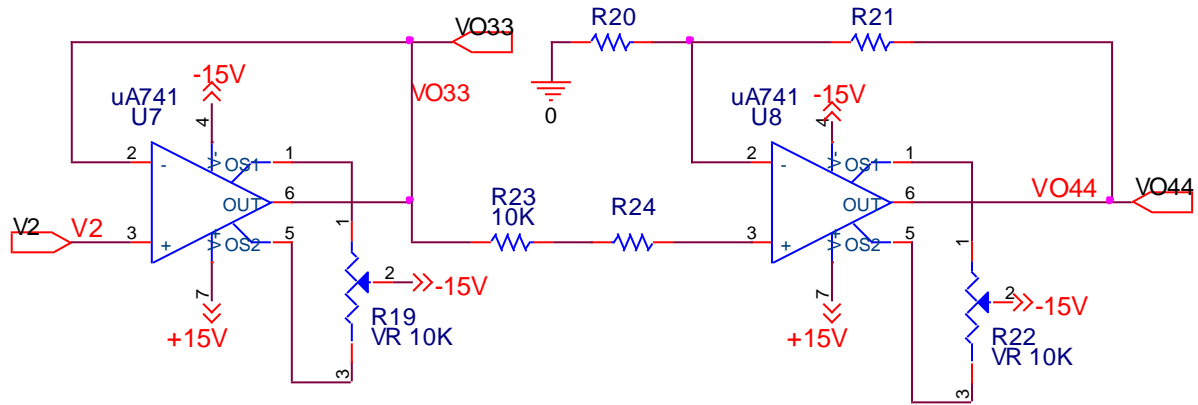 VO33
R20
R21
-15V
VO33
-15V
uA741
U7
0
uA741
U8
4
4
V-
V-
2
-
OS1
1
2
-
OS1
1
OUT
6
R23
10K
R24
OUT
6
VO44
VO44
V2
V2
3
+
V+
OS2
5
3
+
V+
OS2
5
1
1
7
2
-15V
7
2
-15V
+15V
R19
VR 10K
+15V
R22
VR 10K
3
3